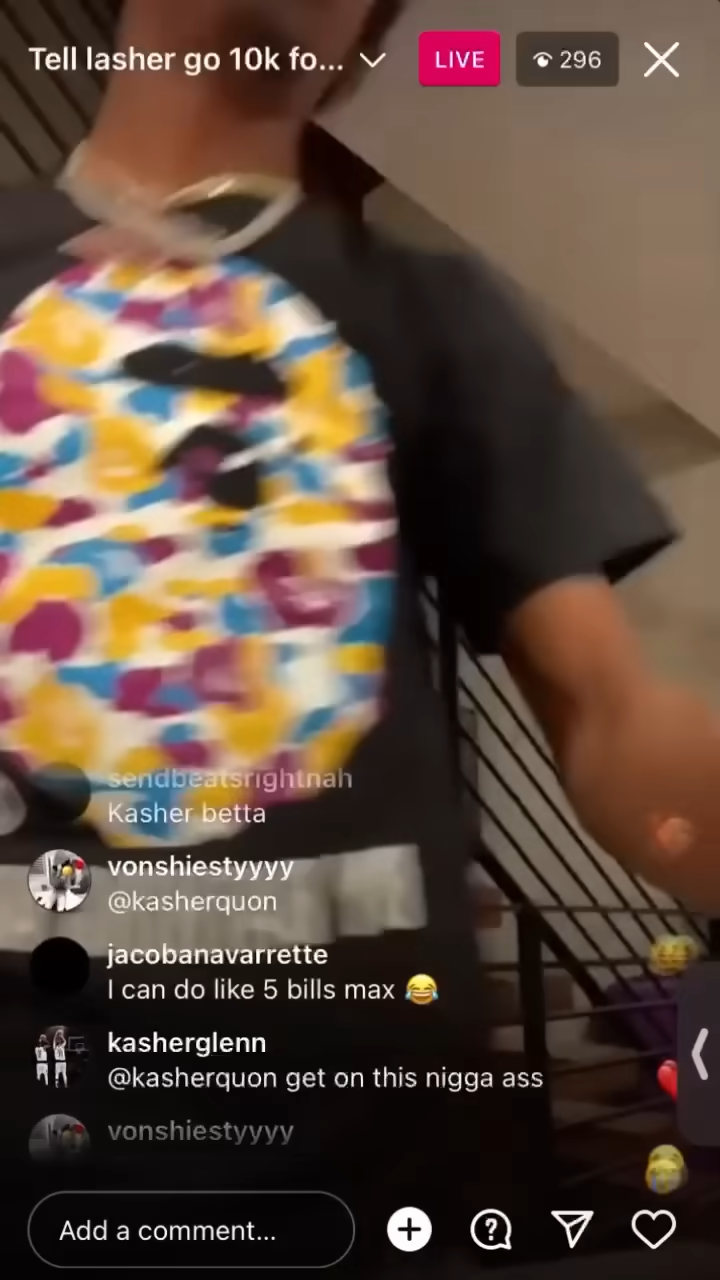 Tell lasher go 10k fo...
LIVE
296
sendbeatsrightnah
Kasher betta
vonshiestyyyy
@kasherquon
jacobanavarrette
I can do like 5 bills max 😂
kasherglenn
@kasherquon get on this nigga ass
vonshiestyyyy
Add a comment...